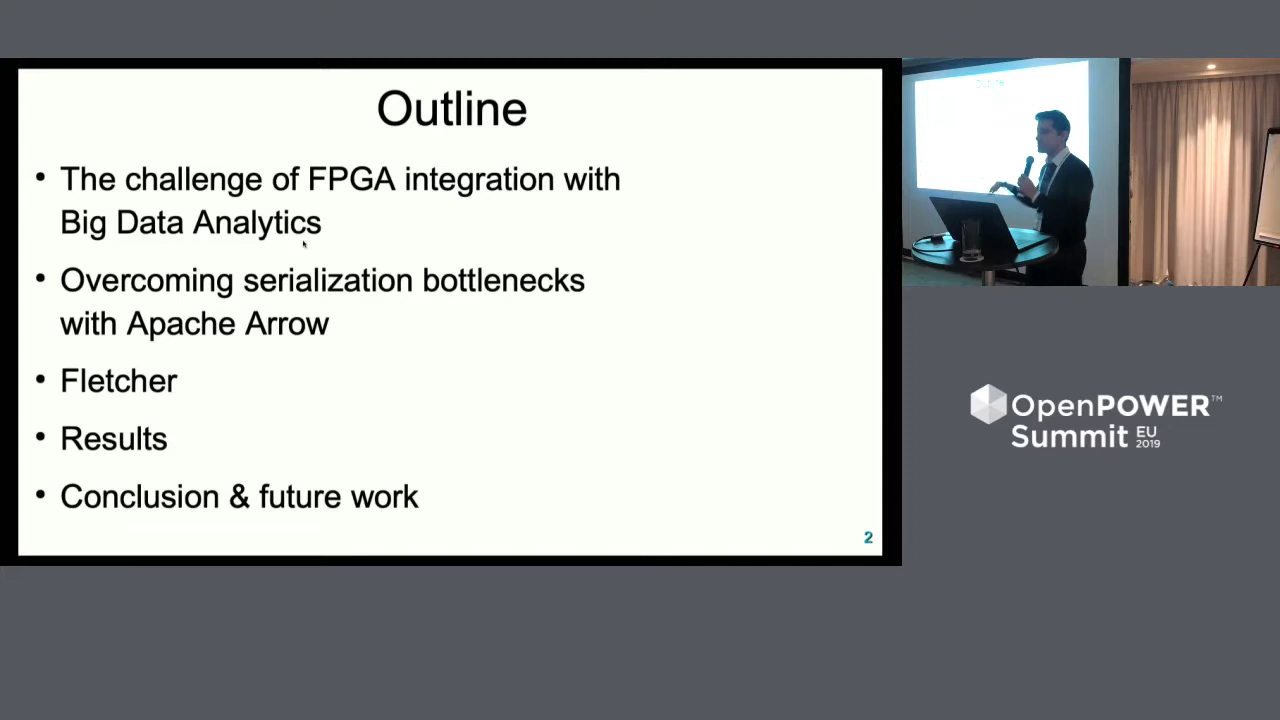 Outline
• The challenge of FPGA integration with
Big Data Analytics
• Overcoming serialization bottlenecks
with Apache Arrow
• Fletcher
• Results
• Conclusion & future work
2
Outline
OpenPOWER™
Summit EU
2019